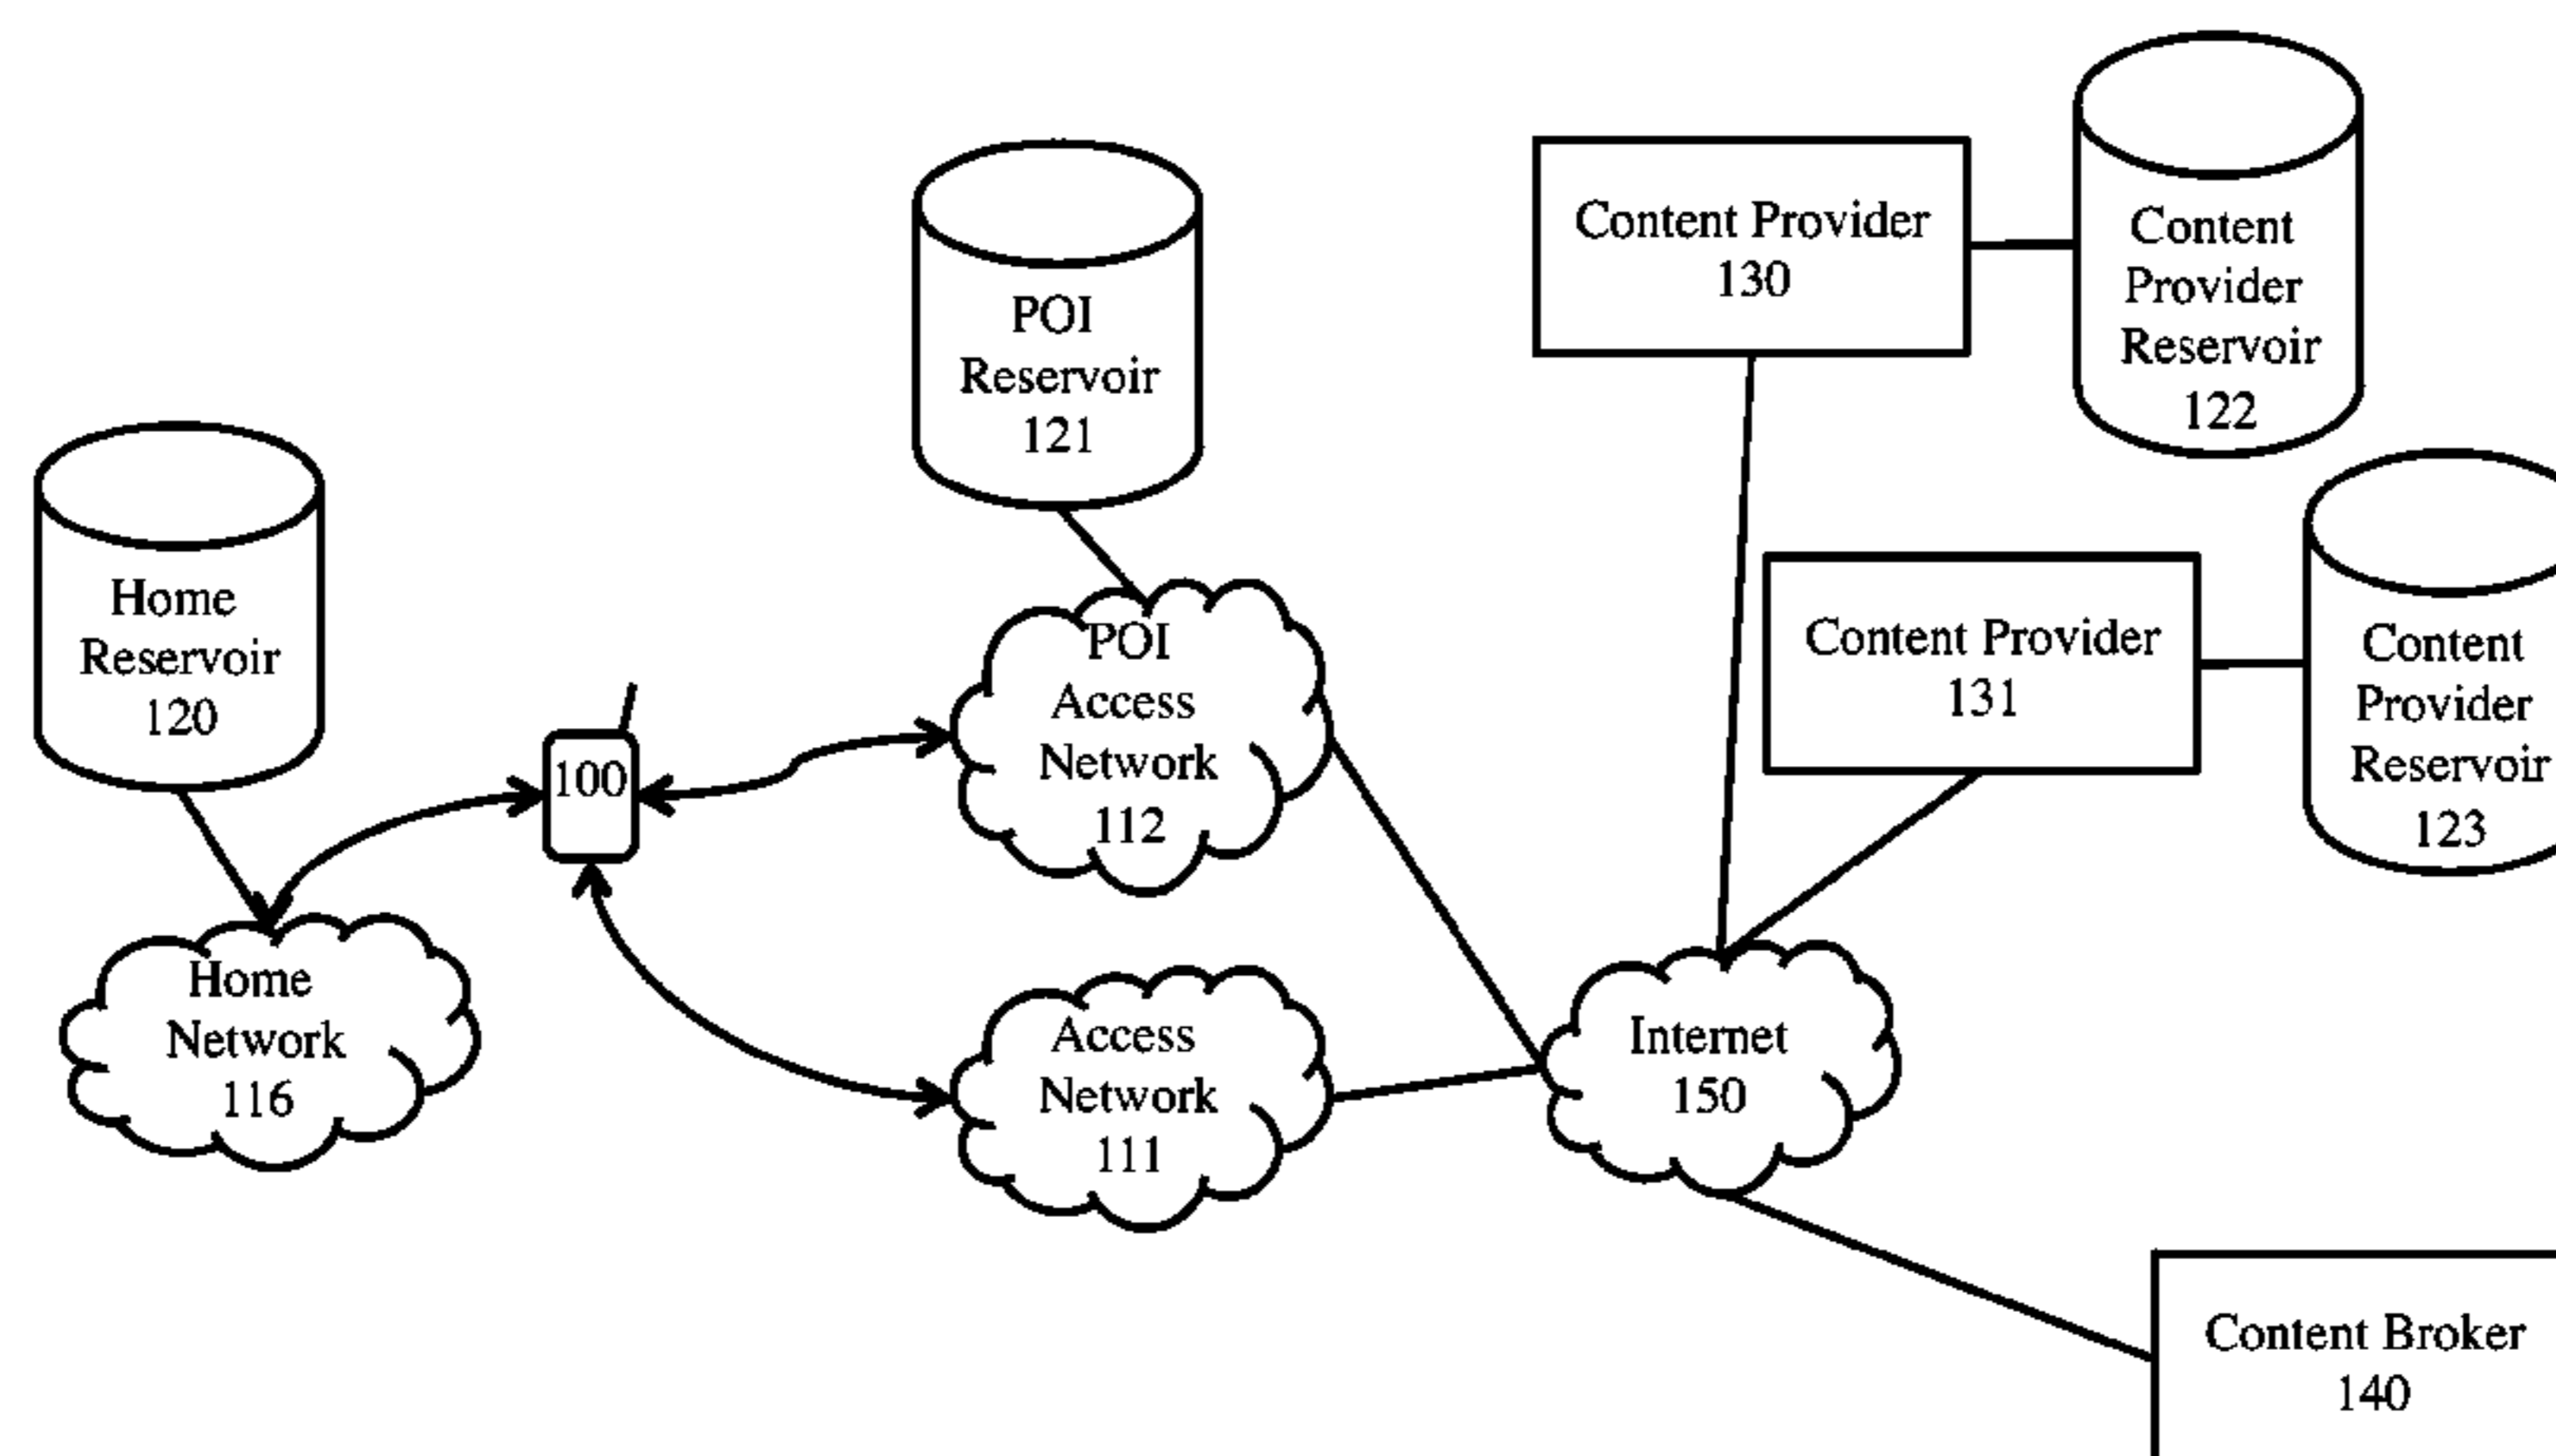 Content Provider
130
Content
Provider
Reservoir
122
POI
Reservoir
121
Home
Reservoir
120
100
POI
Access
Network
112
Content Provider
131
Content
Provider
Reservoir
123
Home
Network
116
Access
Network
111
Internet
150
Content Broker
140